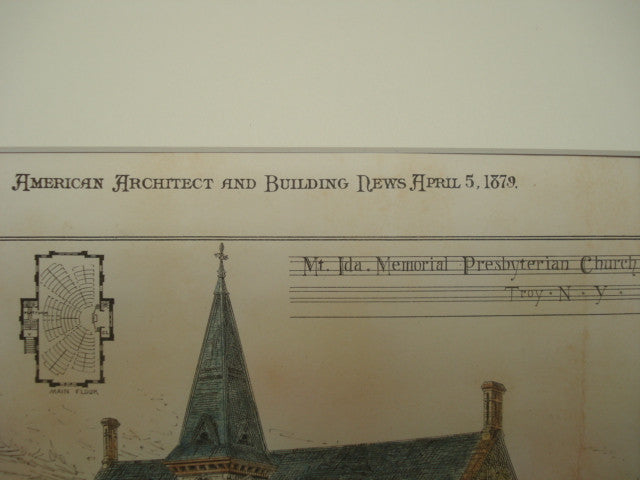 American Architect and Building News April 5, 1879.
Mt. Ida. Memorial Presbyterian Church
Troy · N · Y ·
MAIN FLOOR